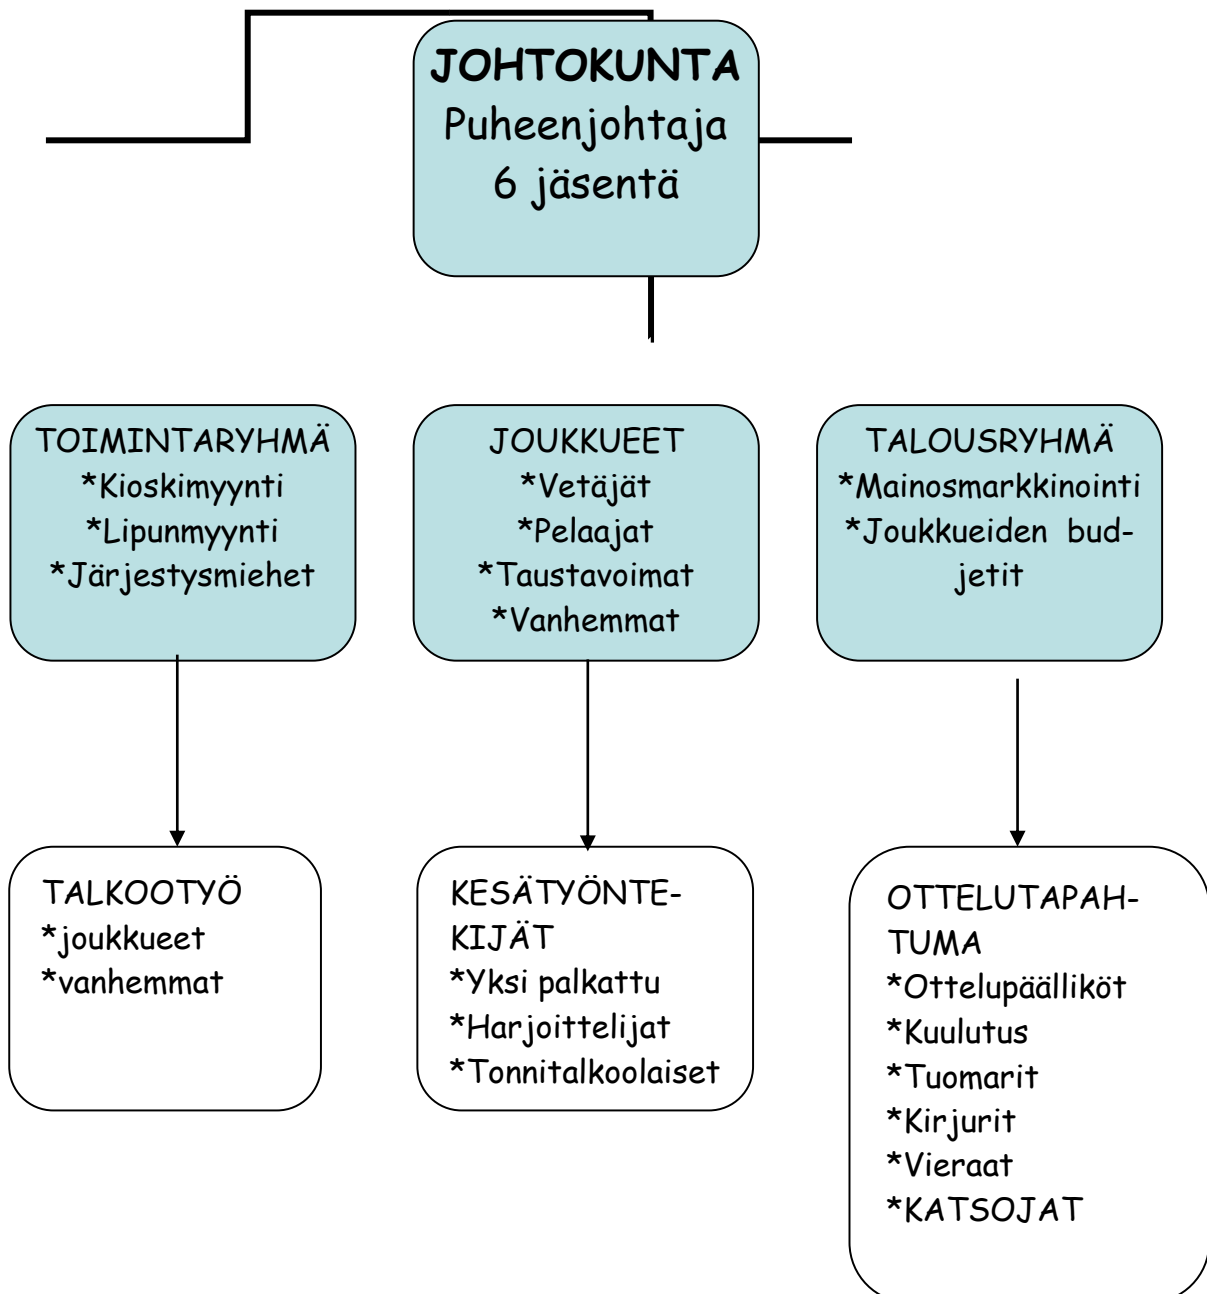 JOHTOKUNTA
Puheenjohtaja
6 jäsentä
TOIMINTARYHMÄ
*Kioskimyynti
*Lipunmyynti
*Järjestysmiehet
JOUKKUEET
*Vetäjät
*Pelaajat
*Taustavoimat
*Vanhemmat
TALOUSRYHMÄ
*Mainosmarkkinointi
*Joukkueiden bud-
jetit
TALKOOTYÖ
*joukkueet
*vanhemmat
KESÄTYÖNTE-
KIJÄT
*Yksi palkattu
*Harjoittelijat
*Tonnitalkoolaiset
OTTELUTAPAH-
TUMA
*Ottelupäälliköt
*Kuulutus
*Tuomarit
*Kirjurit
*Vieraat
*KATSOJAT